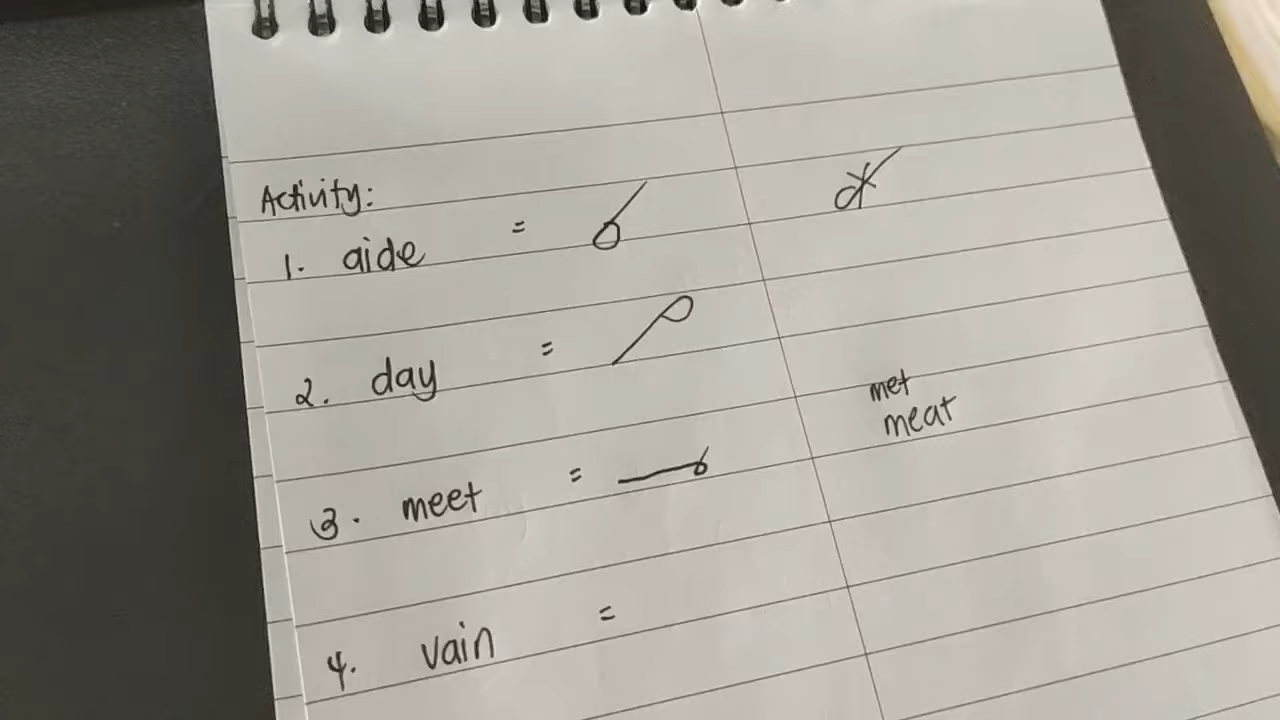 Activity:
1. aide =
2. day =
3. meet =
met
meat
4. vain =